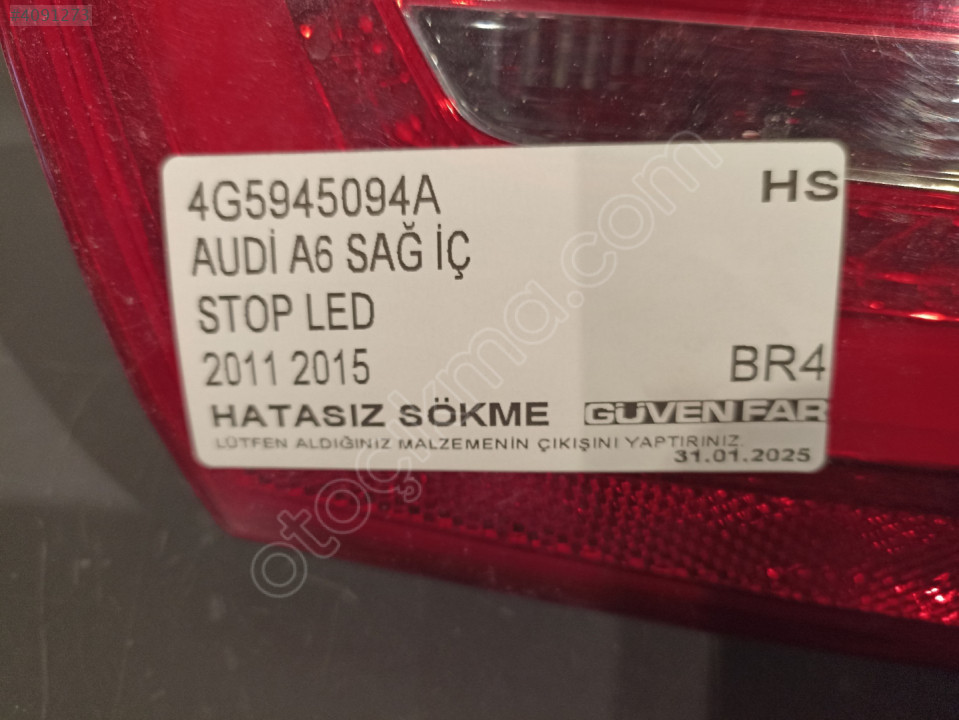 84091273
4G5945094A
HS
AUDİ A6 SAĞ İÇ
STOP LED
2011 2015
BR4
HATASIZ SÖKME GÜVEN FAR
LÜTFEN ALDIĞINIZ MALZEMENİN ÇIKIŞINI YAPTIRINIZ.
31.01.2025
otoçıkma.com